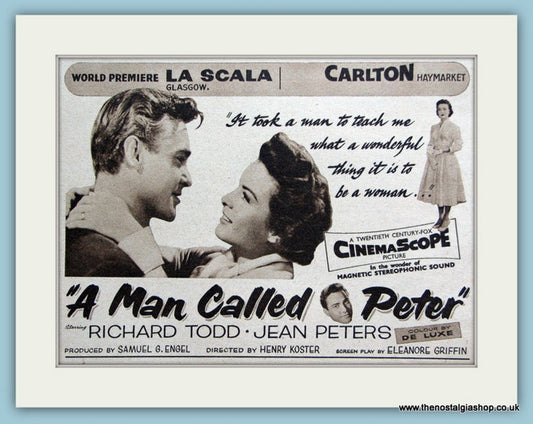 WORLD PREMIERE LA SCALA GLASGOW. | CARLTON HAYMARKET
"It took a man to teach me
what a wonderful
thing it is to
be a woman.
A TWENTIETH CENTURY-FOX
CINEMASCOPE
PICTURE
In the wonder of
MAGNETIC STEREOPHONIC SOUND
"A Man Called Peter"
Starring RICHARD TODD · JEAN PETERS
COLOUR BY
DE LUXE
PRODUCED BY SAMUEL G. ENGEL DIRECTED BY HENRY KOSTER SCREEN PLAY BY ELEANORE GRIFFIN
www.thenostalgiashop.co.uk